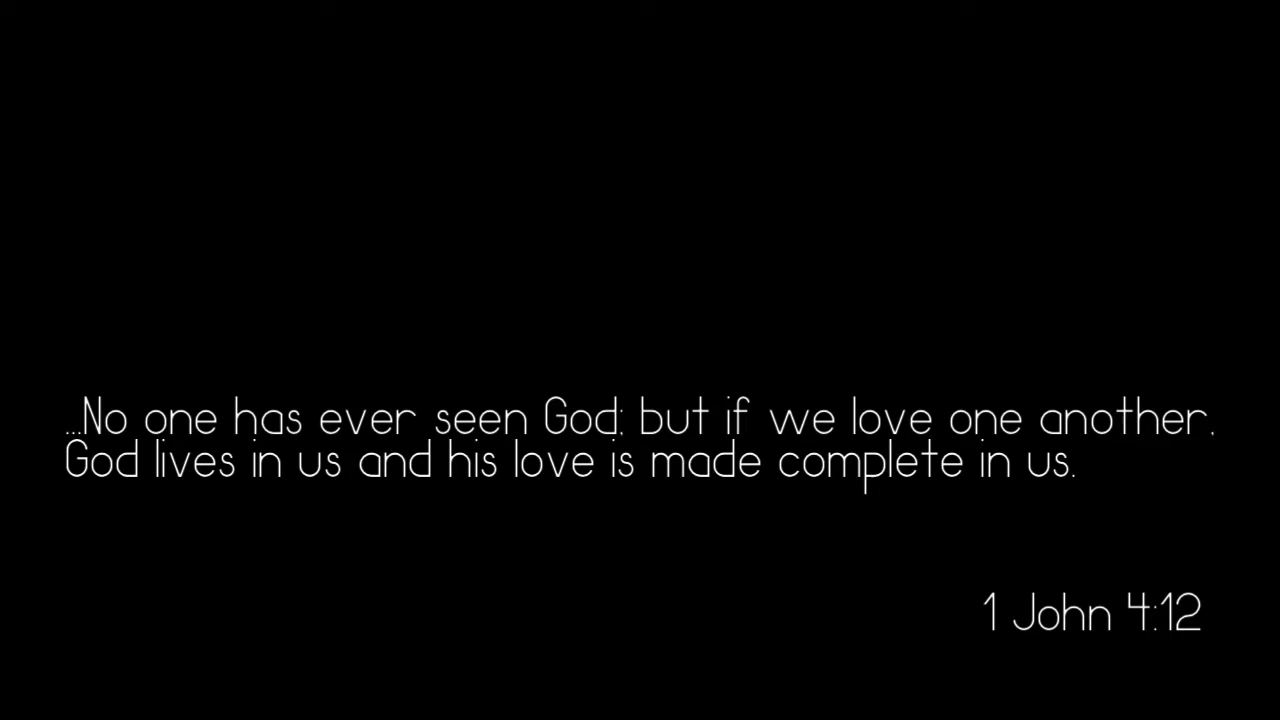 ...No one has ever seen God; but if we love one another,
God lives in us and his love is made complete in us.
1 John 4:12